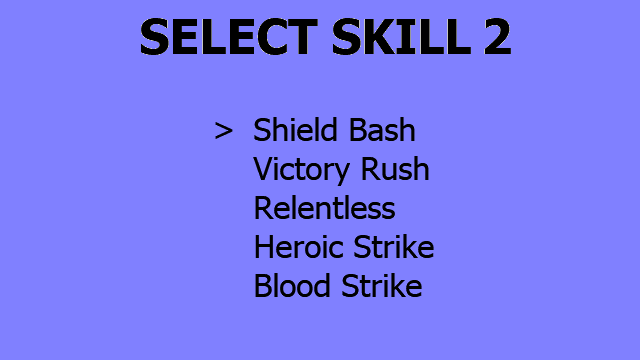 SELECT SKILL 2
> Shield Bash
Victory Rush
Relentless
Heroic Strike
Blood Strike